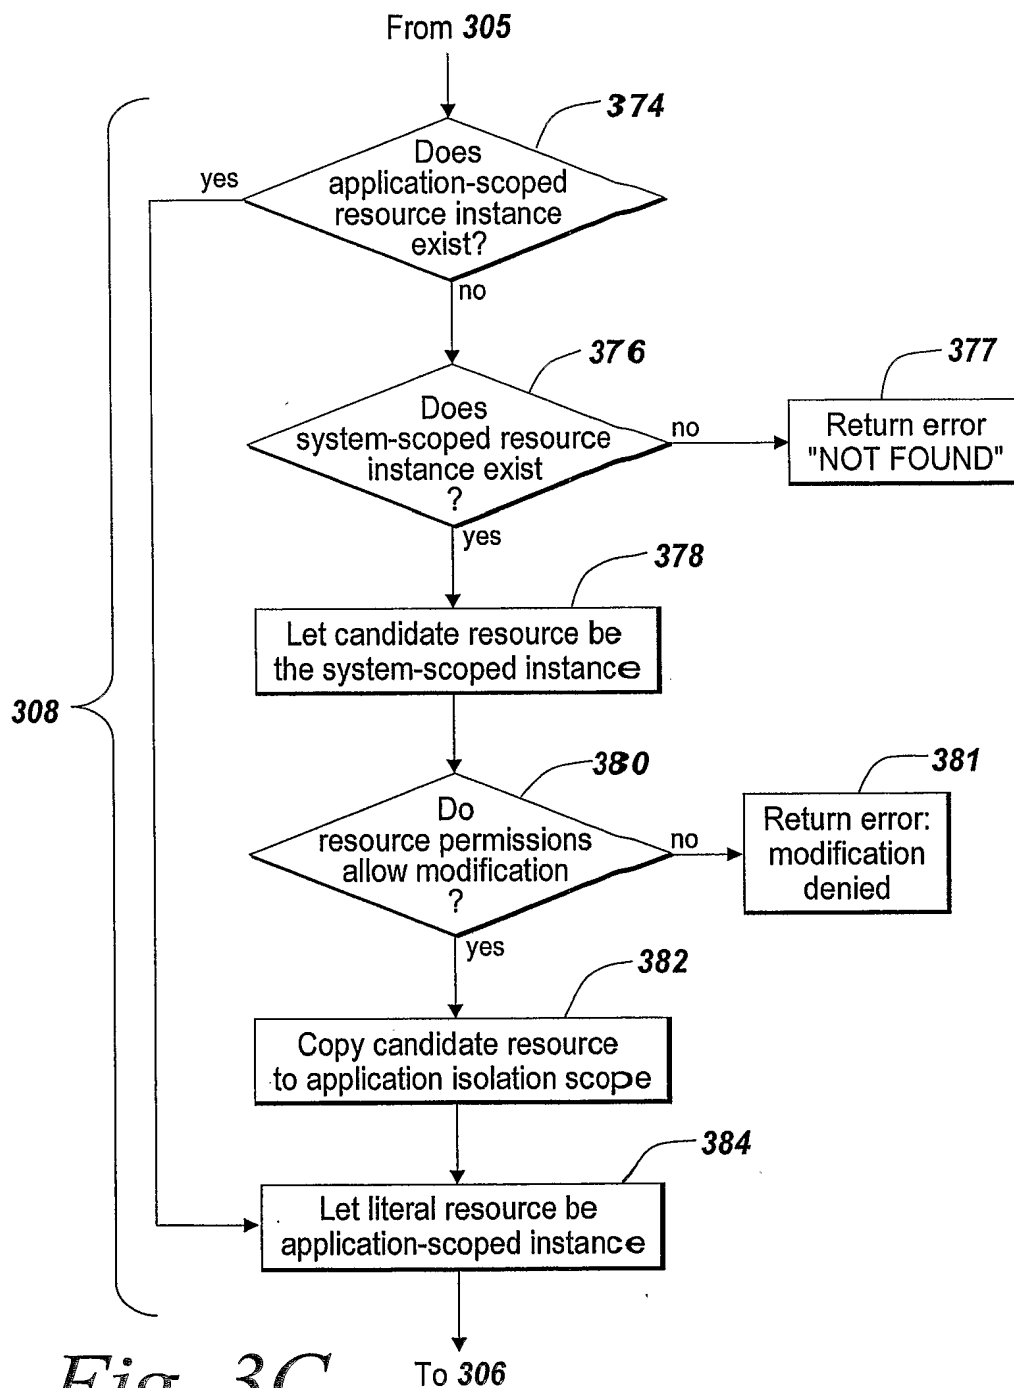 From 305
374
Does
application-scoped
resource instance
exist?
yes
no
376
Does
system-scoped resource
instance exist
?
no
377
Return error
"NOT FOUND"
yes
378
Let candidate resource be
the system-scoped instance
308
380
Do
resource permissions
allow modification
?
no
381
Return error:
modification
denied
yes
382
Copy candidate resource
to application isolation scope
384
Let literal resource be
application-scoped instance
To 306
Fig. 3C